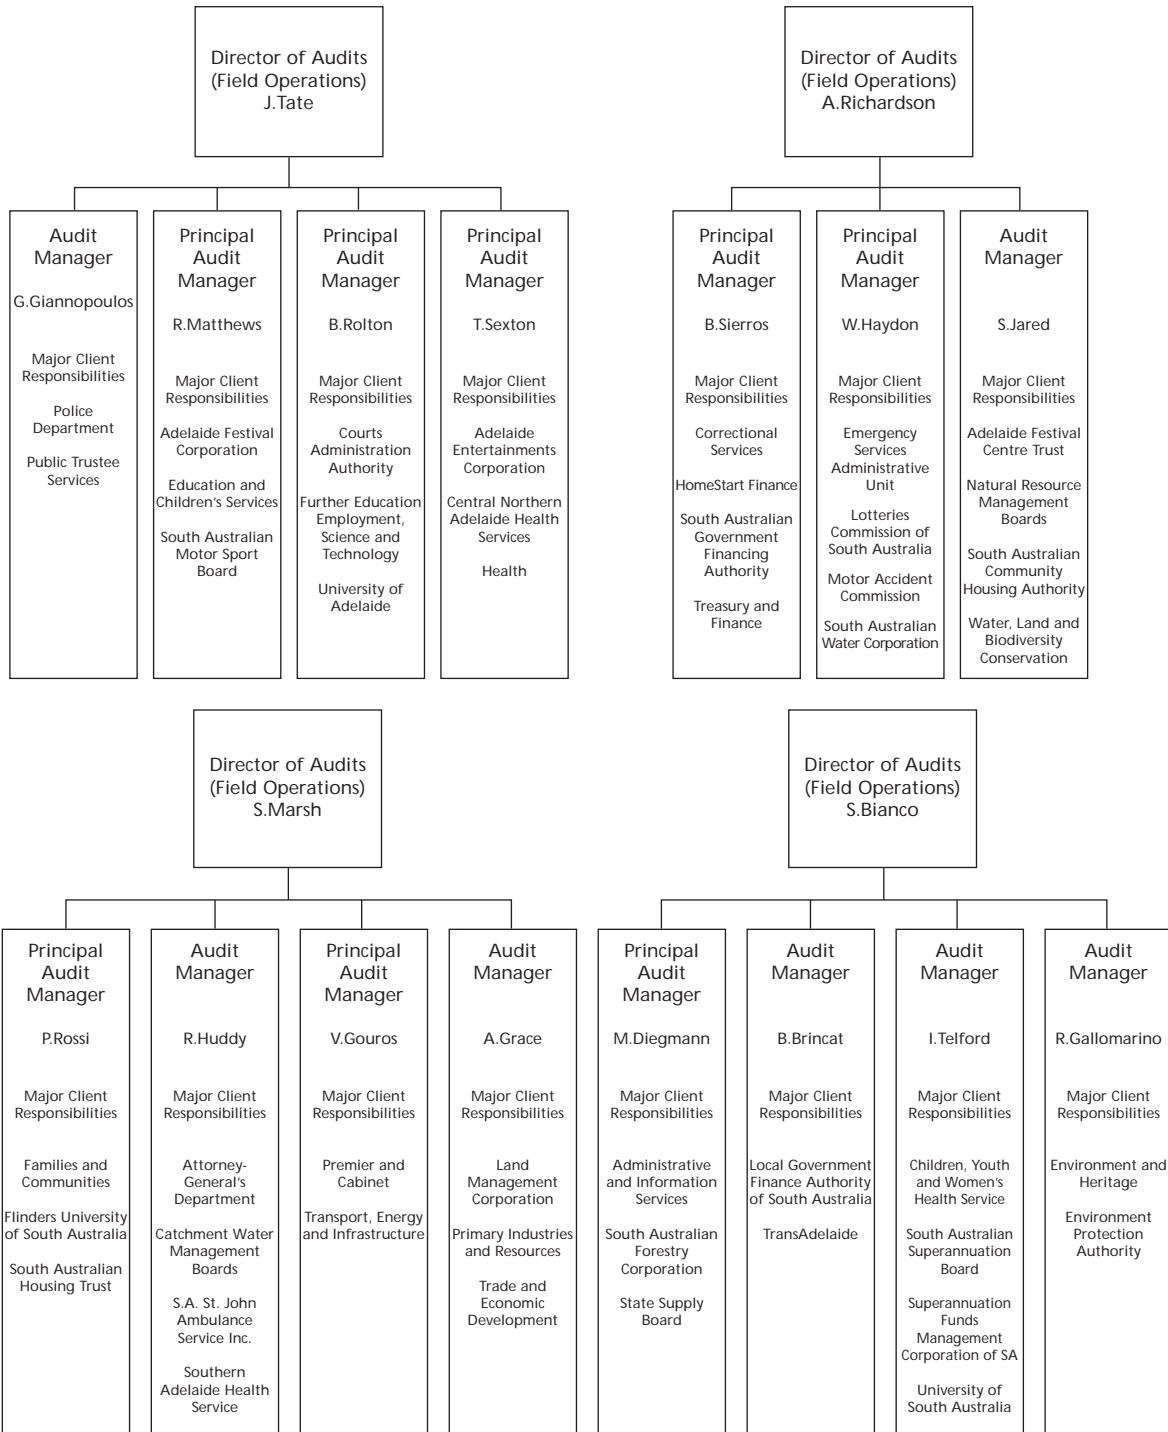 Director of Audits
(Field Operations)
J.Tate
Audit
Manager
G.Giannopoulos
Major Client
Responsibilities
Police
Department
Public Trustee
Services
Principal
Audit
Manager
R.Matthews
Major Client
Responsibilities
Adelaide Festival
Corporation
Education and
Children's Services
South Australian
Motor Sport
Board
Principal
Audit
Manager
B.Rolton
Major Client
Responsibilities
Courts
Administration
Authority
Further Education
Employment,
Science and
Technology
University of
Adelaide
Principal
Audit
Manager
T.Sexton
Major Client
Responsibilities
Adelaide
Entertainments
Corporation
Central Northern
Adelaide Health
Services
Health
Director of Audits
(Field Operations)
A.Richardson
Principal
Audit
Manager
B.Sierros
Major Client
Responsibilities
Correctional
Services
HomeStart Finance
South Australian
Government
Financing
Authority
Treasury and
Finance
Principal
Audit
Manager
W.Haydon
Major Client
Responsibilities
Emergency
Services
Administrative
Unit
Lotteries
Commission of
South Australia
Motor Accident
Commission
South Australian
Water Corporation
Audit
Manager
S.Jared
Major Client
Responsibilities
Adelaide Festival
Centre Trust
Natural Resource
Management
Boards
South Australian
Community
Housing Authority
Water, Land and
Biodiversity
Conservation
Director of Audits
(Field Operations)
S.Marsh
Principal
Audit
Manager
P.Rossi
Major Client
Responsibilities
Families and
Communities
Flinders University
of South Australia
South Australian
Housing Trust
Audit
Manager
R.Huddy
Major Client
Responsibilities
Attorney-
General's
Department
Catchment Water
Management
Boards
S.A. St. John
Ambulance
Service Inc.
Southern
Adelaide Health
Service
Principal
Audit
Manager
V.Gouros
Major Client
Responsibilities
Premier and
Cabinet
Transport, Energy
and Infrastructure
Audit
Manager
A.Grace
Major Client
Responsibilities
Land
Management
Corporation
Primary Industries
and Resources
Trade and
Economic
Development
Director of Audits
(Field Operations)
S.Bianco
Principal
Audit
Manager
M.Diegmann
Major Client
Responsibilities
Administrative
and Information
Services
South Australian
Forestry
Corporation
State Supply
Board
Audit
Manager
B.Brincat
Major Client
Responsibilities
Local Government
Finance Authority
of South Australia
TransAdelaide
Audit
Manager
I.Telford
Major Client
Responsibilities
Children, Youth
and Women's
Health Service
South Australian
Superannuation
Board
Superannuation
Funds
Management
Corporation of SA
University of
South Australia
Audit
Manager
R.Gallomarino
Major Client
Responsibilities
Environment and
Heritage
Environment
Protection
Authority